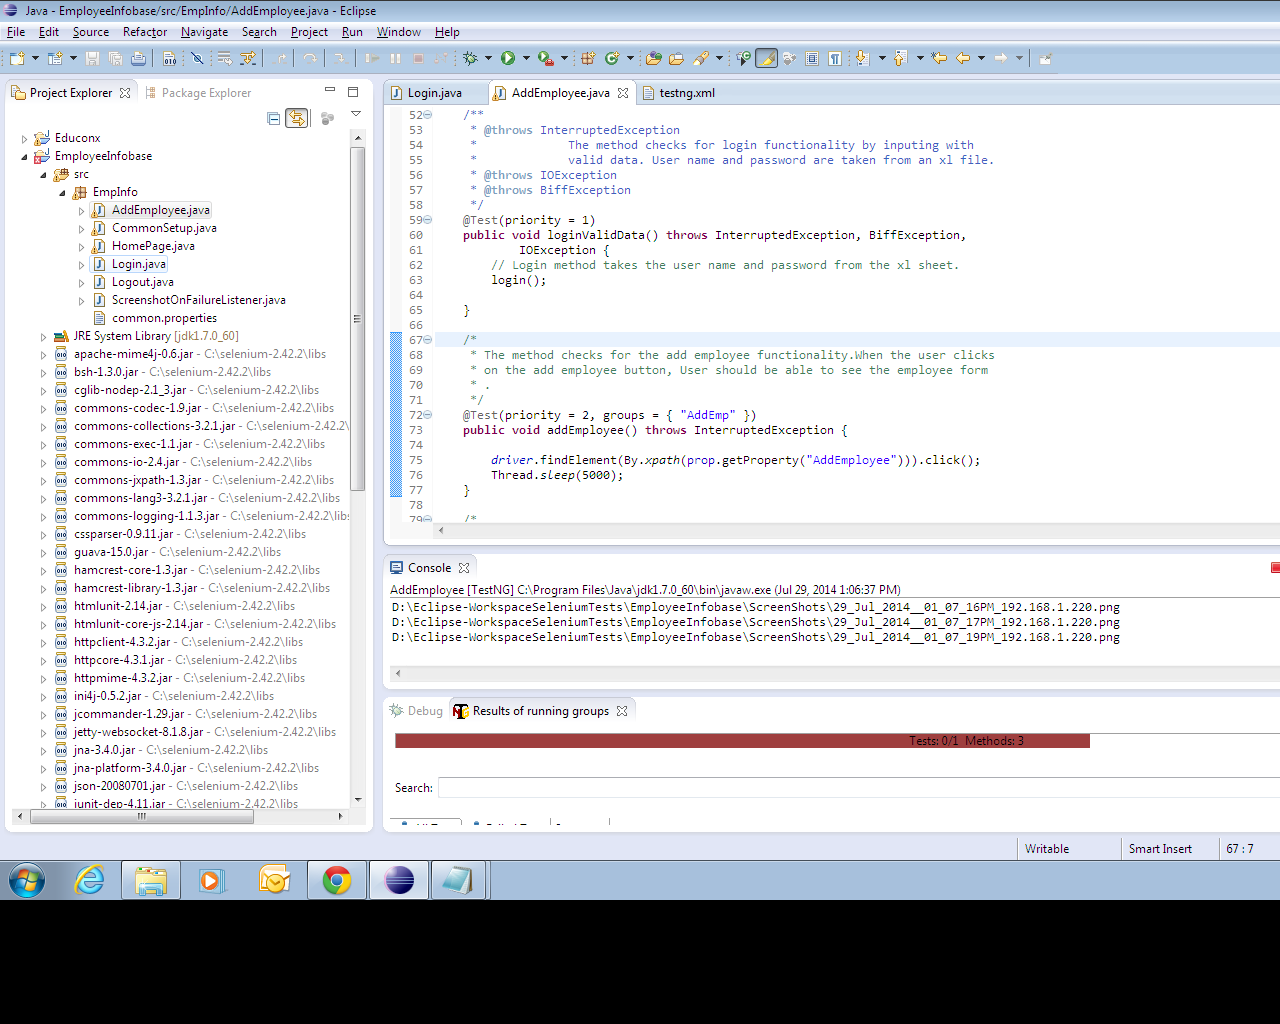 Java - EmployeeInfobase/src/EmpInfo/AddEmployee.java - Eclipse
File Edit Source Refactor Navigate Search Project Run Window Help
Project Explorer Package Explorer
Educonx
EmployeeInfobase
src
EmpInfo
AddEmployee.java
CommonSetup.java
HomePage.java
Login.java
Logout.java
ScreenshotOnFailureListener.java
common.properties
JRE System Library [jdk1.7.0_60]
apache-mime4j-0.6.jar - C:\selenium-2.42.2\libs
bsh-1.3.0.jar - C:\selenium-2.42.2\libs
cglib-nodep-2.1_3.jar - C:\selenium-2.42.2\libs
commons-codec-1.9.jar - C:\selenium-2.42.2\libs
commons-collections-3.2.1.jar - C:\selenium-2.42.2\
commons-exec-1.1.jar - C:\selenium-2.42.2\libs
commons-io-2.4.jar - C:\selenium-2.42.2\libs
commons-jxpath-1.3.jar - C:\selenium-2.42.2\libs
commons-lang3-3.2.1.jar - C:\selenium-2.42.2\libs
commons-logging-1.1.3.jar - C:\selenium-2.42.2\libs
cssparser-0.9.11.jar - C:\selenium-2.42.2\libs
guava-15.0.jar - C:\selenium-2.42.2\libs
hamcrest-core-1.3.jar - C:\selenium-2.42.2\libs
hamcrest-library-1.3.jar - C:\selenium-2.42.2\libs
htmlunit-2.14.jar - C:\selenium-2.42.2\libs
htmlunit-core-js-2.14.jar - C:\selenium-2.42.2\libs
httpclient-4.3.2.jar - C:\selenium-2.42.2\libs
httpcore-4.3.1.jar - C:\selenium-2.42.2\libs
httpmime-4.3.2.jar - C:\selenium-2.42.2\libs
ini4j-0.5.2.jar - C:\selenium-2.42.2\libs
jcommander-1.29.jar - C:\selenium-2.42.2\libs
jetty-websocket-8.1.8.jar - C:\selenium-2.42.2\libs
jna-3.4.0.jar - C:\selenium-2.42.2\libs
jna-platform-3.4.0.jar - C:\selenium-2.42.2\libs
json-20080701.jar - C:\selenium-2.42.2\libs
junit-dep-4.11.jar - C:\selenium-2.42.2\libs
Login.java AddEmployee.java testng.xml
52 /**
53 * @throws InterruptedException
54 * The method checks for login functionality by inputing with
55 * valid data. User name and password are taken from an xl file.
56 * @throws IOException
57 * @throws BiffException
58 */
59 @Test(priority = 1)
60 public void loginValidData() throws InterruptedException, BiffException,
61 IOException {
62 // Login method takes the user name and password from the xl sheet.
63 login();
64
65 }
66
67 /*
68 * The method checks for the add employee functionality.When the user clicks
69 * on the add employee button, User should be able to see the employee form
70 * .
71 */
72 @Test(priority = 2, groups = { "AddEmp" })
73 public void addEmployee() throws InterruptedException {
74
75 driver.findElement(By.xpath(prop.getProperty("AddEmployee"))).click();
76 Thread.sleep(5000);
77 }
78
79 /*
Console
AddEmployee [TestNG] C:\Program Files\Java\jdk1.7.0_60\bin\javaw.exe (Jul 29, 2014 1:06:37 PM)
D:\Eclipse-WorkspaceSeleniumTests\EmployeeInfobase\ScreenShots\29_Jul_2014__01_07_16PM_192.168.1.220.png
D:\Eclipse-WorkspaceSeleniumTests\EmployeeInfobase\ScreenShots\29_Jul_2014__01_07_17PM_192.168.1.220.png
D:\Eclipse-WorkspaceSeleniumTests\EmployeeInfobase\ScreenShots\29_Jul_2014__01_07_19PM_192.168.1.220.png
Debug Results of running groups
Tests: 0/1 Methods: 3
Search:
Writable Smart Insert 67 : 7